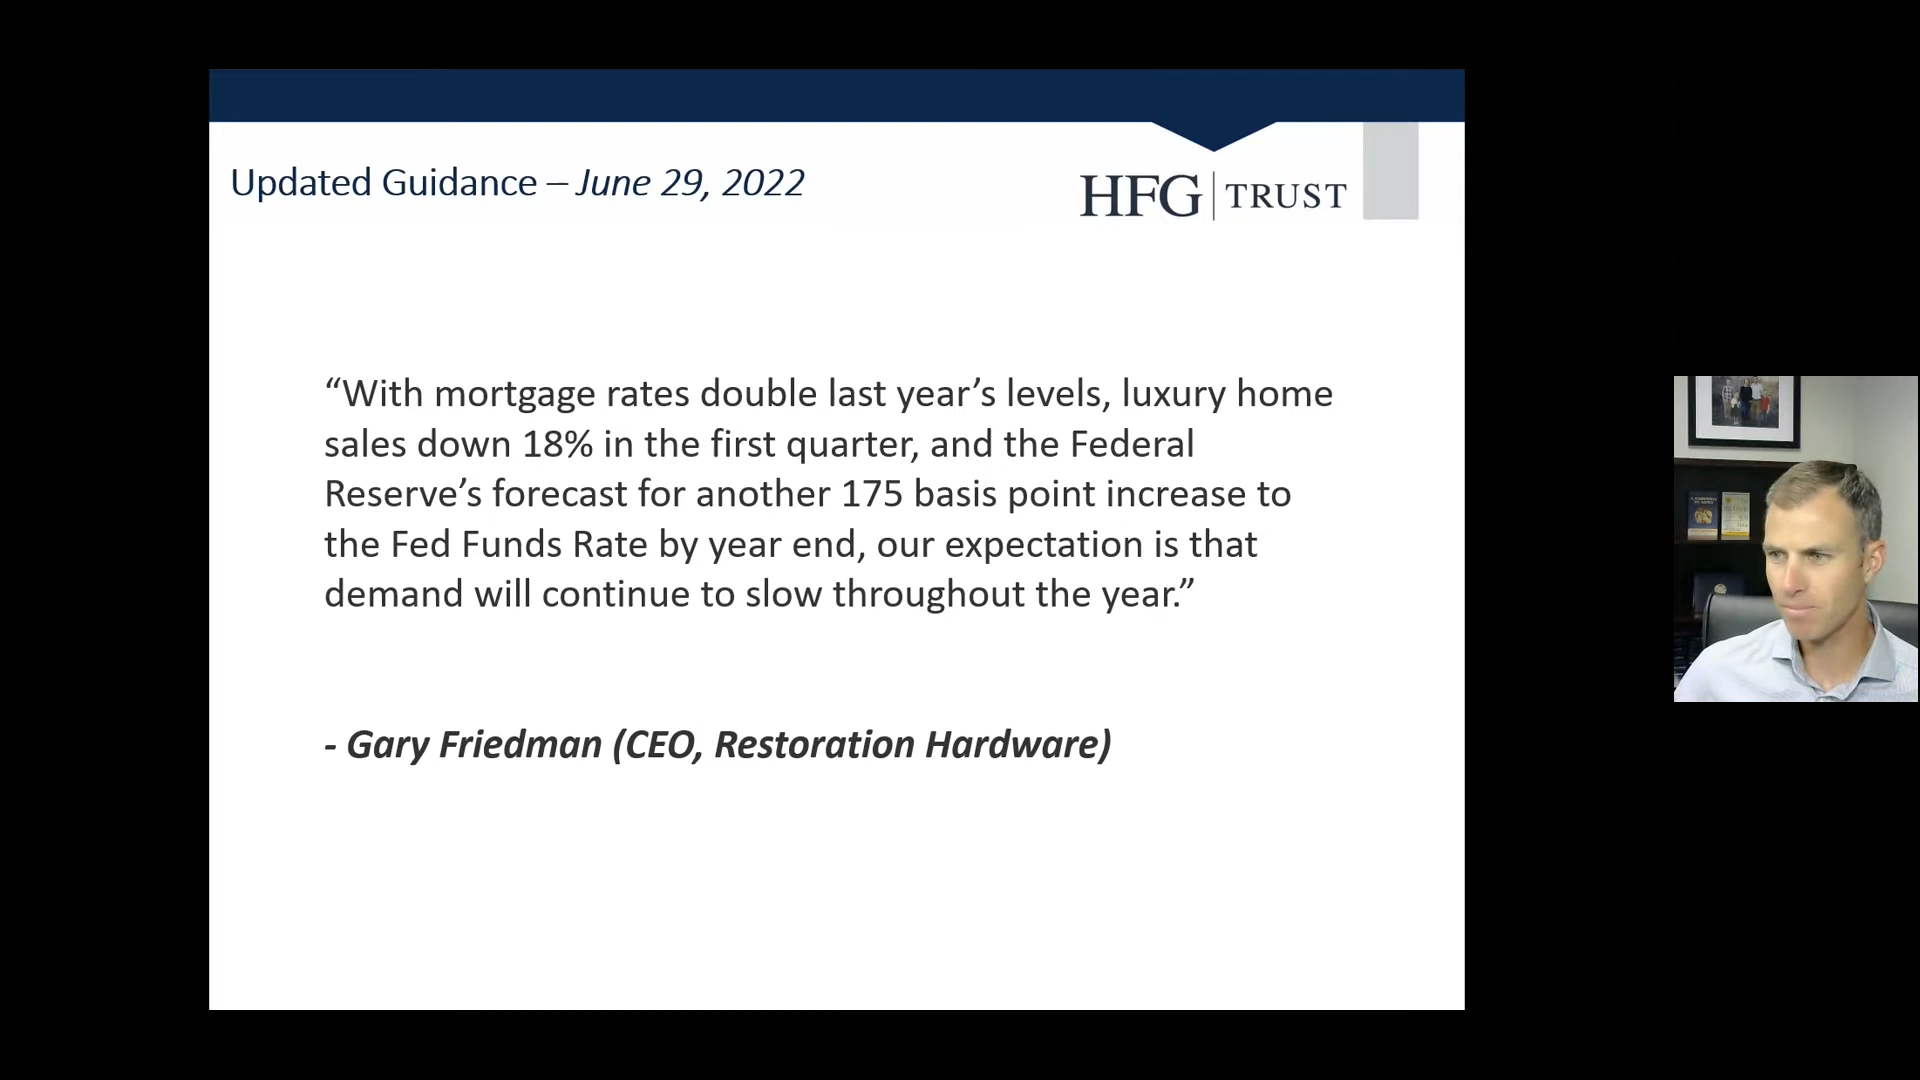 Updated Guidance – June 29, 2022
HFG | TRUST
“With mortgage rates double last year’s levels, luxury home
sales down 18% in the first quarter, and the Federal
Reserve’s forecast for another 175 basis point increase to
the Fed Funds Rate by year end, our expectation is that
demand will continue to slow throughout the year.”
- Gary Friedman (CEO, Restoration Hardware)